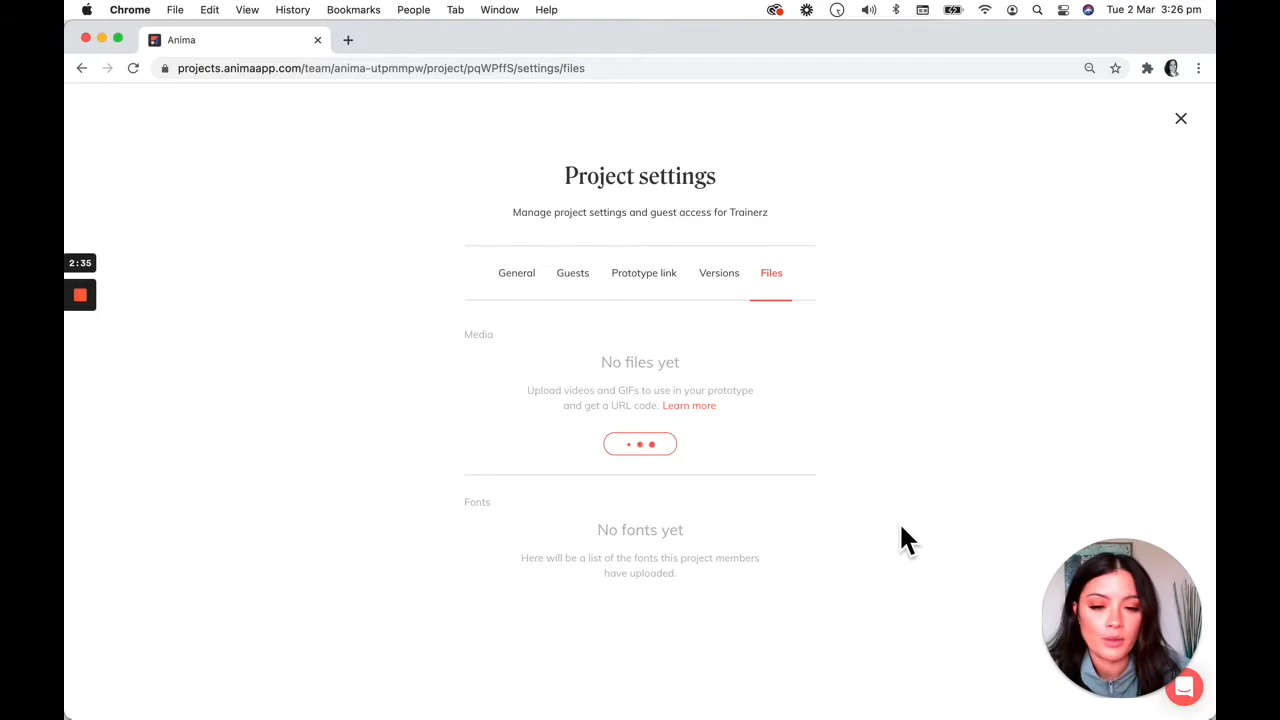 Chrome File Edit View History Bookmarks People Tab Window Help Tue 2 Mar 3:26 pm
Anima
projects.animaapp.com/team/anima-utpmmpw/project/pqWPffS/settings/files
Project settings
Manage project settings and guest access for Trainerz
2:35
General Guests Prototype link Versions Files
Media
No files yet
Upload videos and GIFs to use in your prototype
and get a URL code. Learn more
Fonts
No fonts yet
Here will be a list of the fonts this project members
have uploaded.